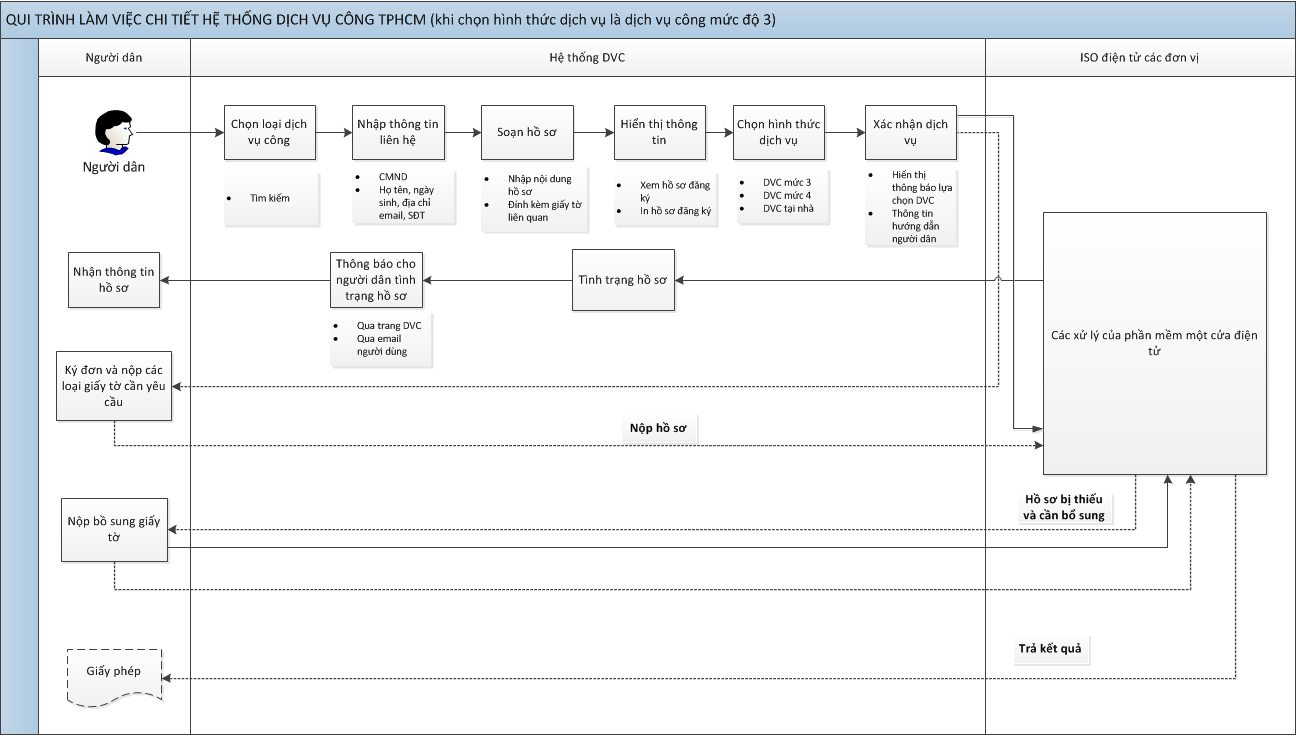 QUI TRÌNH LÀM VIỆC CHI TIẾT HỆ THỐNG DỊCH VỤ CÔNG TPHCM (khi chọn hình thức dịch vụ là dịch vụ công mức độ 3)
Người dân
Hệ thống DVC
ISO điện tử các đơn vị
Người dân
Chọn loại dịch
vụ công
Nhập thông tin
liên hệ
Soạn hồ sơ
Hiển thị thông
tin
Chọn hình thức
dịch vụ
Xác nhận dịch
vụ
• Tìm kiếm
• CMND
• Họ tên, ngày
sinh, địa chỉ
email, SĐT
• Nhập nội dung
hồ sơ
• Đính kèm giấy tờ
liên quan
• Xem hồ sơ đăng
ký
• In hồ sơ đăng ký
• DVC mức 3
• DVC mức 4
• DVC tại nhà
• Hiển thị
thông báo lựa
chọn DVC
• Thông tin
hướng dẫn
người dân
Nhận thông tin
hồ sơ
Thông báo cho
người dân tình
trạng hồ sơ
Tình trạng hồ sơ
• Qua trang DVC
• Qua email
người dùng
Các xử lý của phần mềm một cửa điện
tử
Ký đơn và nộp các
loại giấy tờ cần yêu
cầu
Nộp hồ sơ
Hồ sơ bị thiếu
và cần bổ sung
Nộp bổ sung giấy
tờ
Trả kết quả
Giấy phép